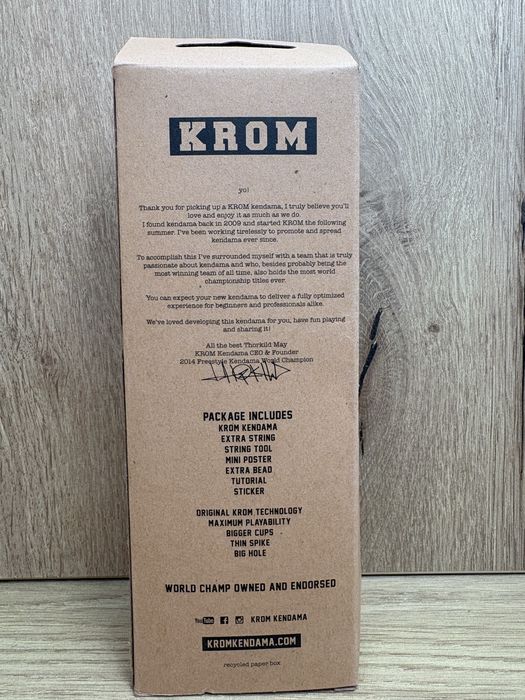 KROM
yo!
Thank you for picking up a KROM kendama, I truly believe you'll
love and enjoy it as much as we do.
I found kendama back in 2009 and started KROM the following
summer. I've been working tirelessly to promote and spread
kendama ever since.
To accomplish this I've surrounded myself with a team that is truly
passionate about kendama and who, besides probably being the
most winning team of all time, also holds the most world
championship titles ever.
You can expect your new kendama to deliver a fully optimized
experience for beginners and professionals alike.
We've loved developing this kendama for you, have fun playing
and sharing it!
All the best Thorkild May
KROM Kendama CEO & Founder
2014 Freestyle Kendama World Champion
THORKILD
PACKAGE INCLUDES
KROM KENDAMA
EXTRA STRING
STRING TOOL
MINI POSTER
EXTRA BEAD
TUTORIAL
STICKER
ORIGINAL KROM TECHNOLOGY
MAXIMUM PLAYABILITY
BIGGER CUPS
THIN SPIKE
BIG HOLE
WORLD CHAMP OWNED AND ENDORSED
YouTube f KROM KENDAMA
KROMKENDAMA.COM
recycled paper box